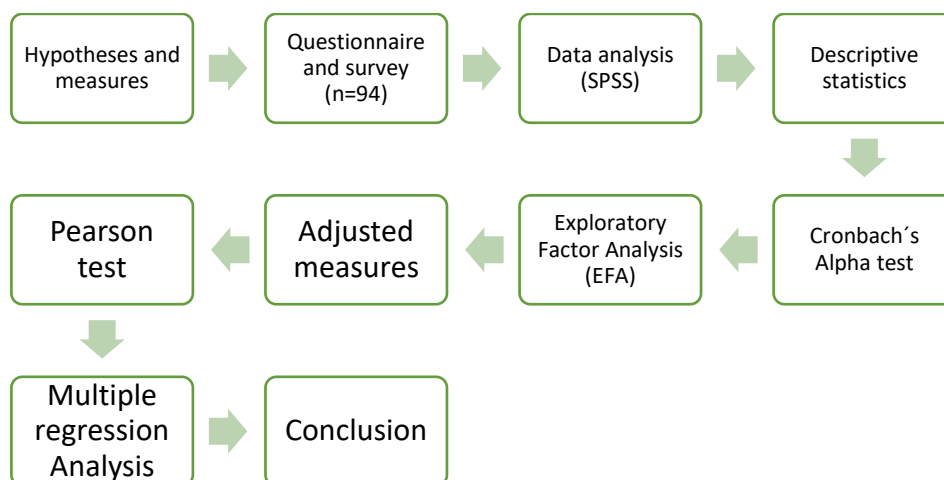 Hypotheses and
measures
Questionnaire
and survey
(n=94)
Data analysis
(SPSS)
Descriptive
statistics
Cronbach´s
Alpha test
Exploratory
Factor Analysis
(EFA)
Adjusted
measures
Pearson
test
Multiple
regression
Analysis
Conclusion